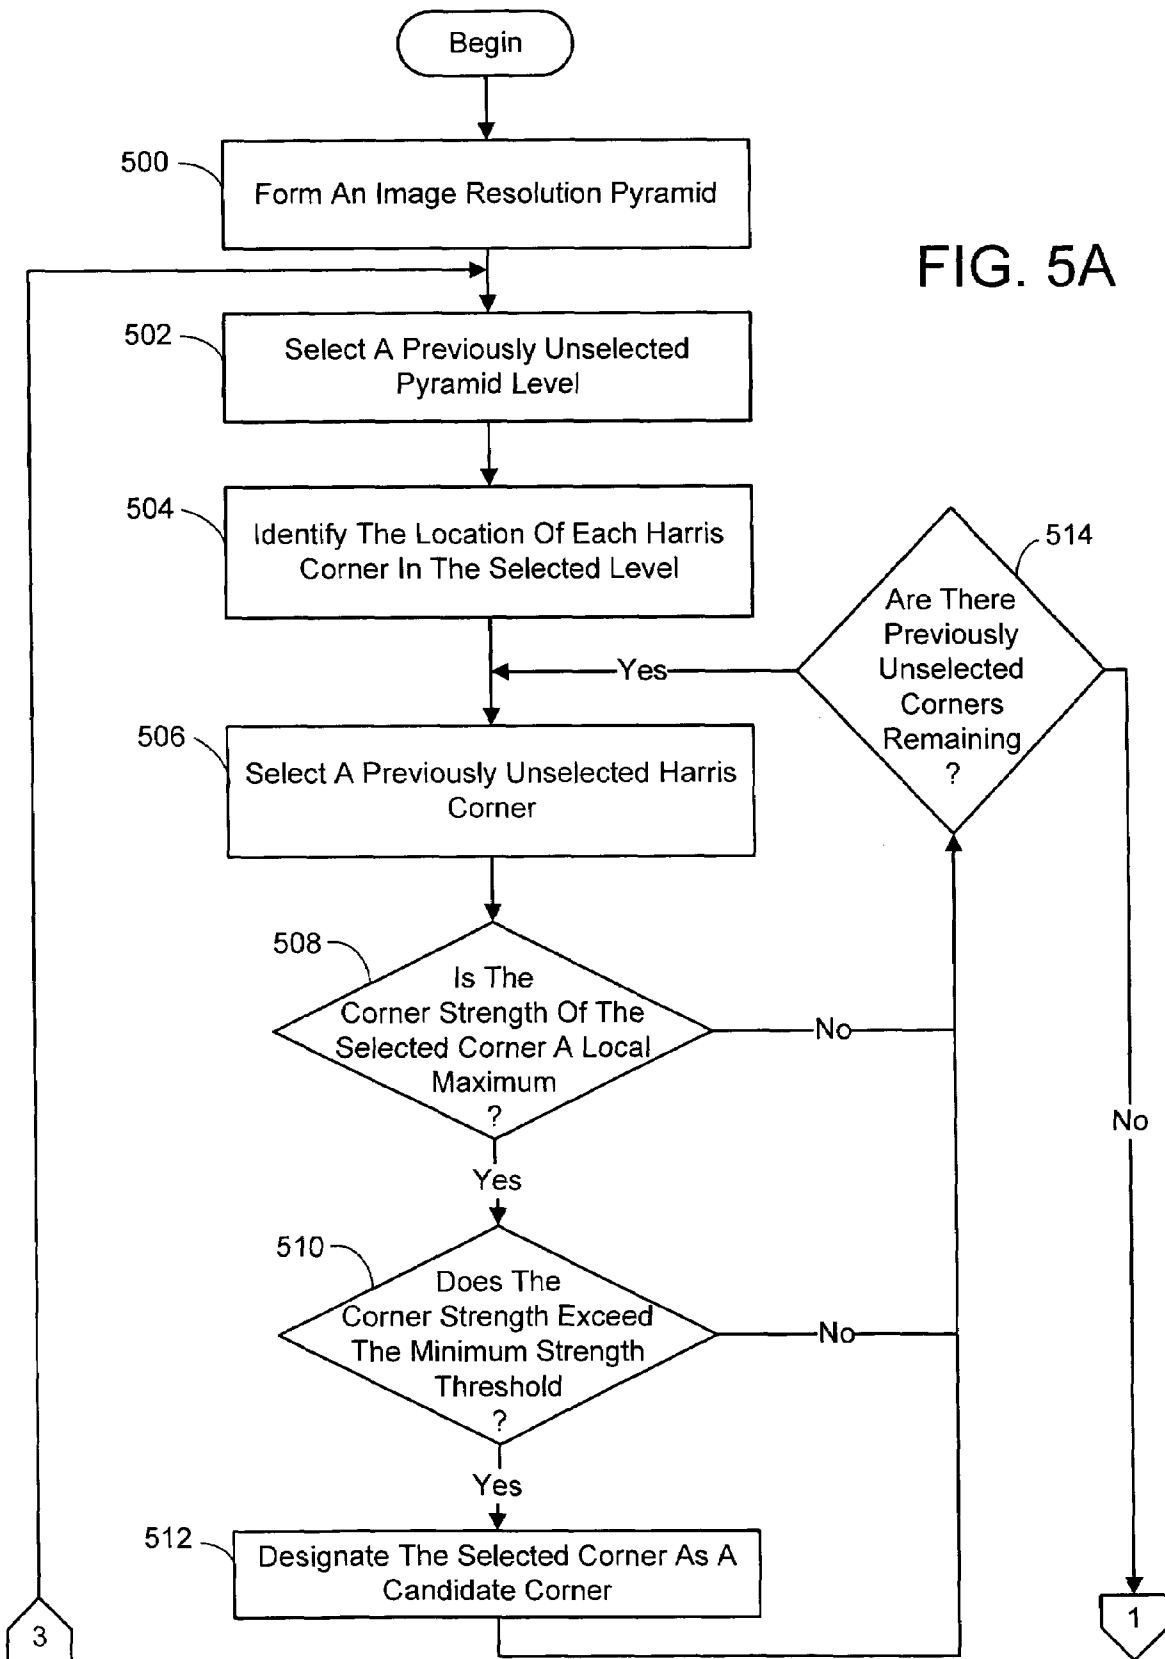 Begin
500
Form An Image Resolution Pyramid
FIG. 5A
502
Select A Previously Unselected
Pyramid Level
504
Identify The Location Of Each Harris
Corner In The Selected Level
514
Are There
Previously
Unselected
Corners
Remaining
?
Yes
506
Select A Previously Unselected Harris
Corner
508
Is The
Corner Strength Of The
Selected Corner A Local
Maximum
?
No
No
Yes
510
Does The
Corner Strength Exceed
The Minimum Strength
Threshold
?
No
Yes
512
Designate The Selected Corner As A
Candidate Corner
3
1